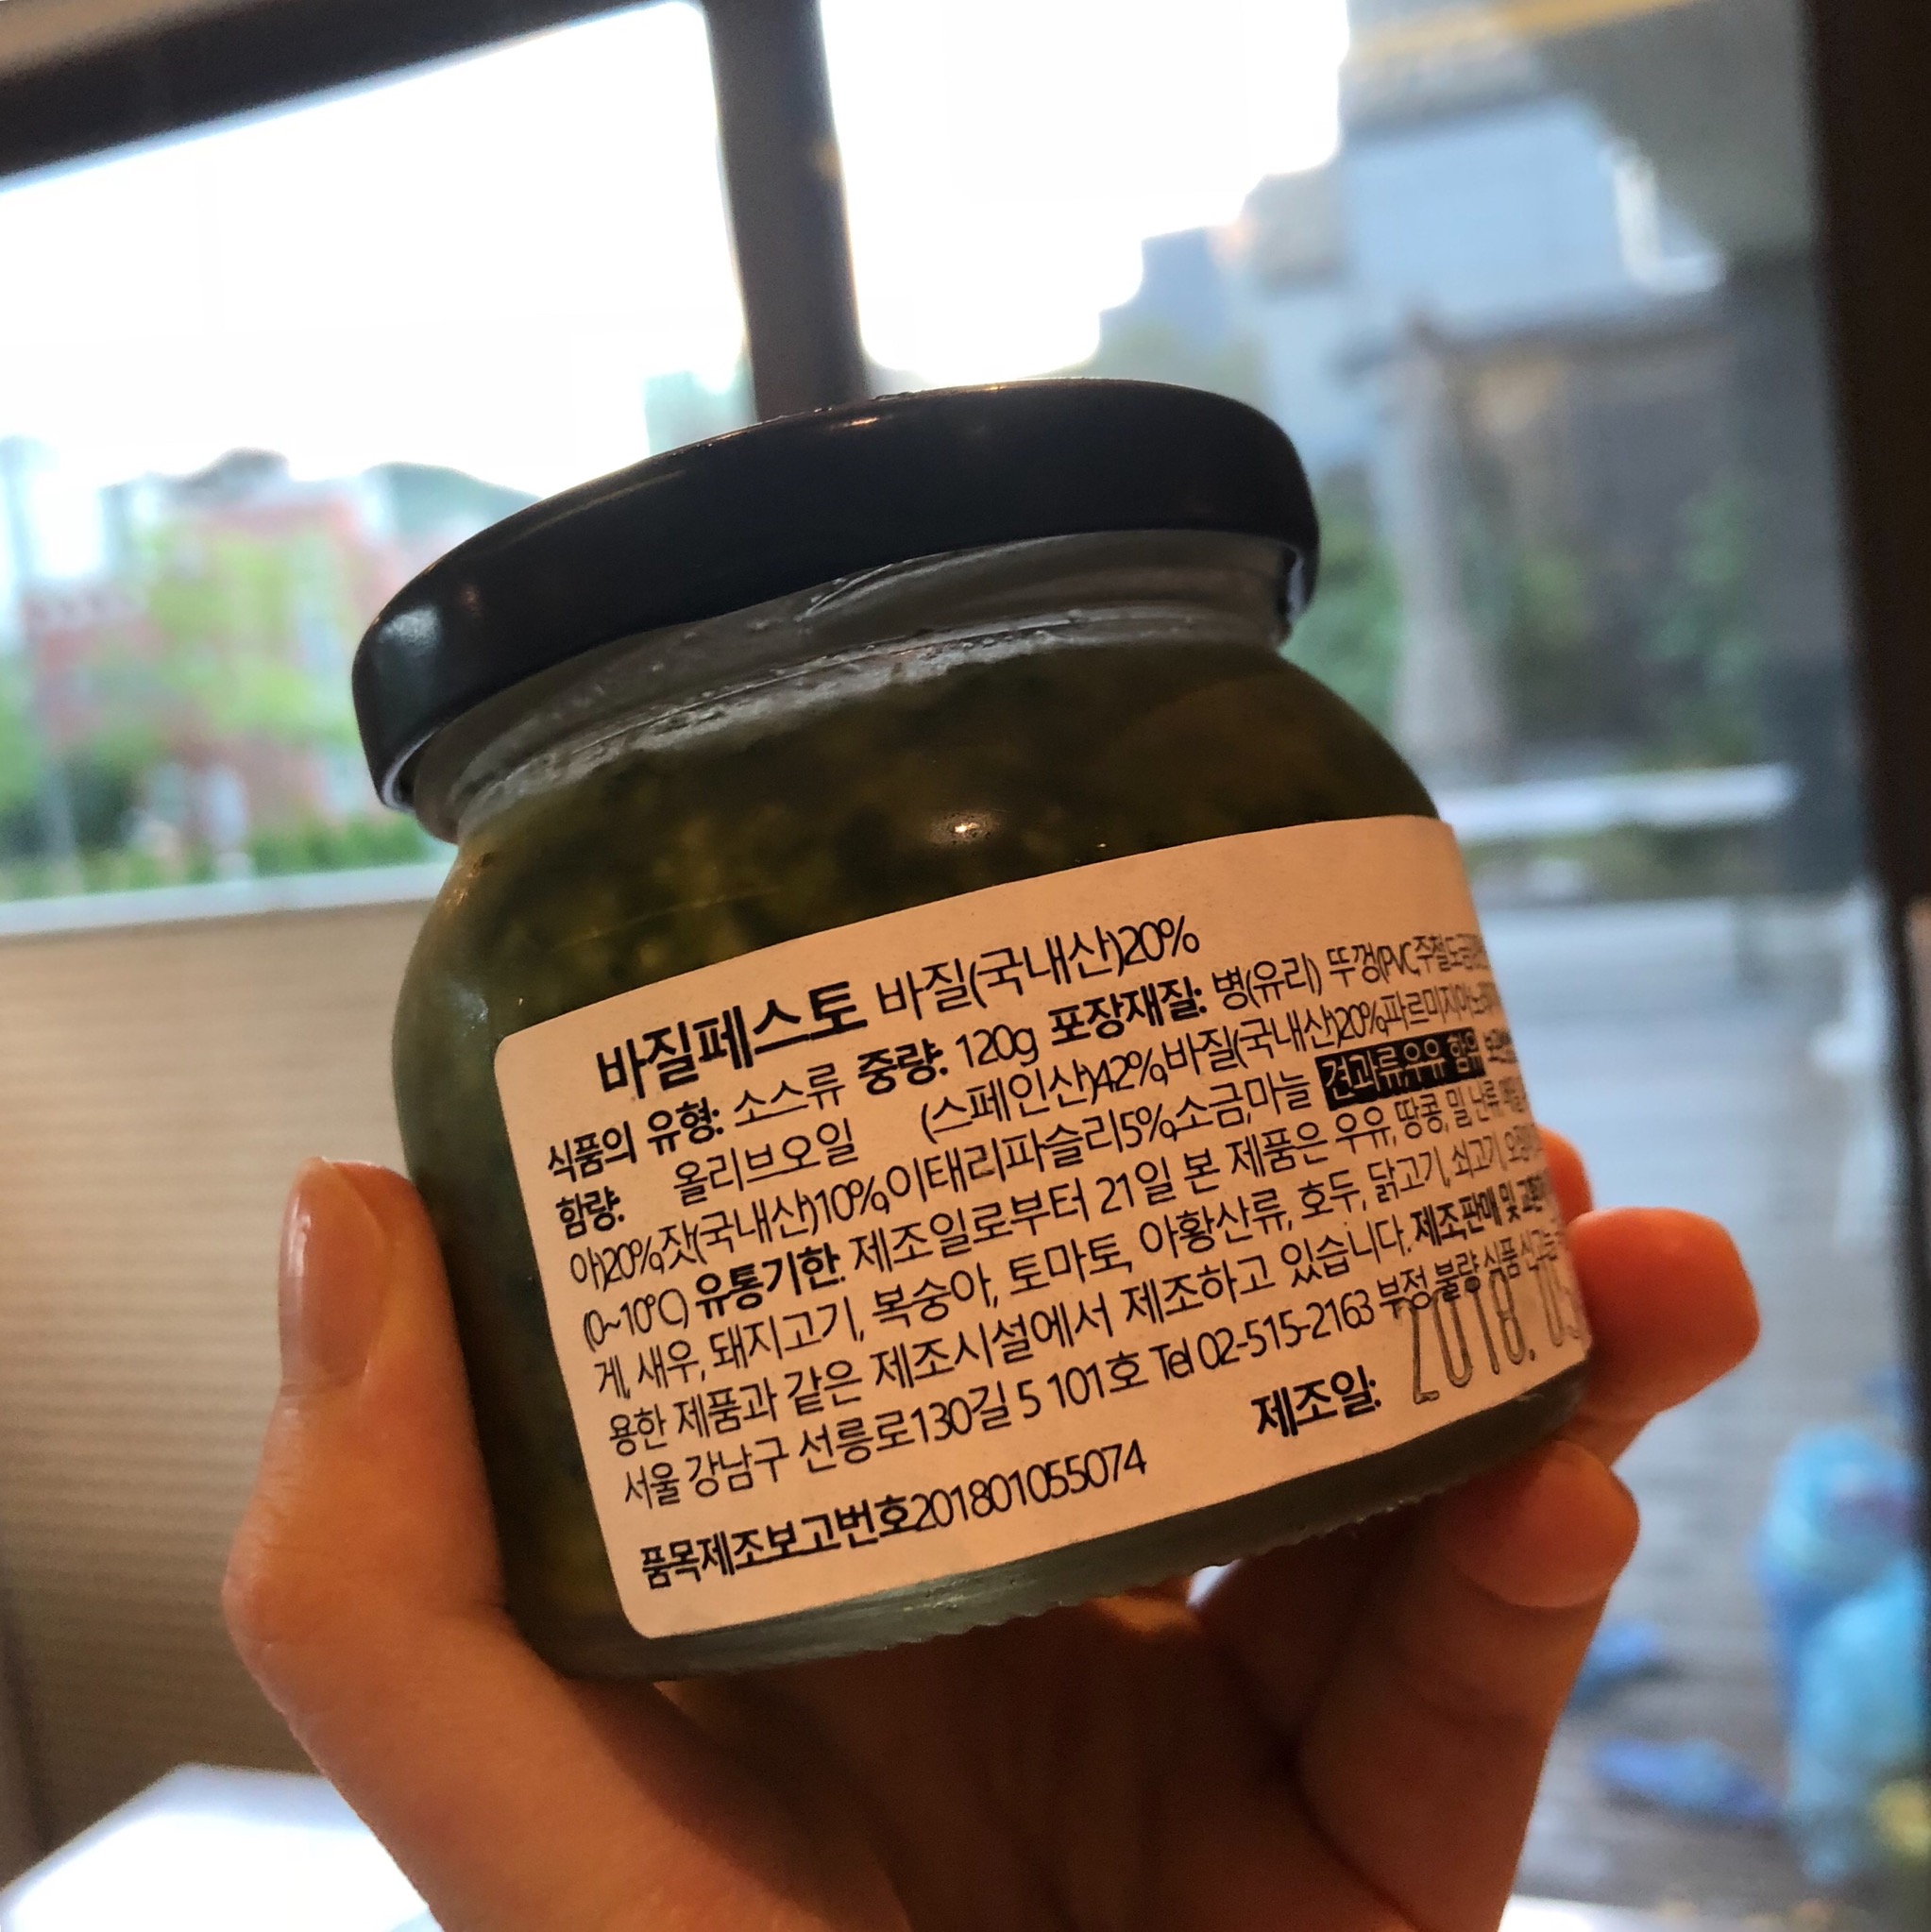 바질페스토 바질(국내산)20%
식품의 유형: 소스류 중량: 120g 포장재질: 병(유리) 뚜껑(PVC,주철도금)
함량: 올리브오일 (스페인산)42%,바질(국내산)20%파르미지아노
아)20%,잣(국내산)10%,이태리파슬리5%,소금,마늘 견과류,우유 함유
(0~10℃) 유통기한: 제조일로부터 21일 본 제품은 우유, 땅콩, 밀, 난류,
게, 새우, 돼지고기, 복숭아, 토마토, 아황산류, 호두, 닭고기, 쇠고기,
용한 제품과 같은 제조시설에서 제조하고 있습니다. 제조판매 및
서울 강남구 선릉로130길 5 101호 Tel 02-515-2163 부정 불량 식품 신고는
품목제조보고번호201801055074 제조일: 2018. 05